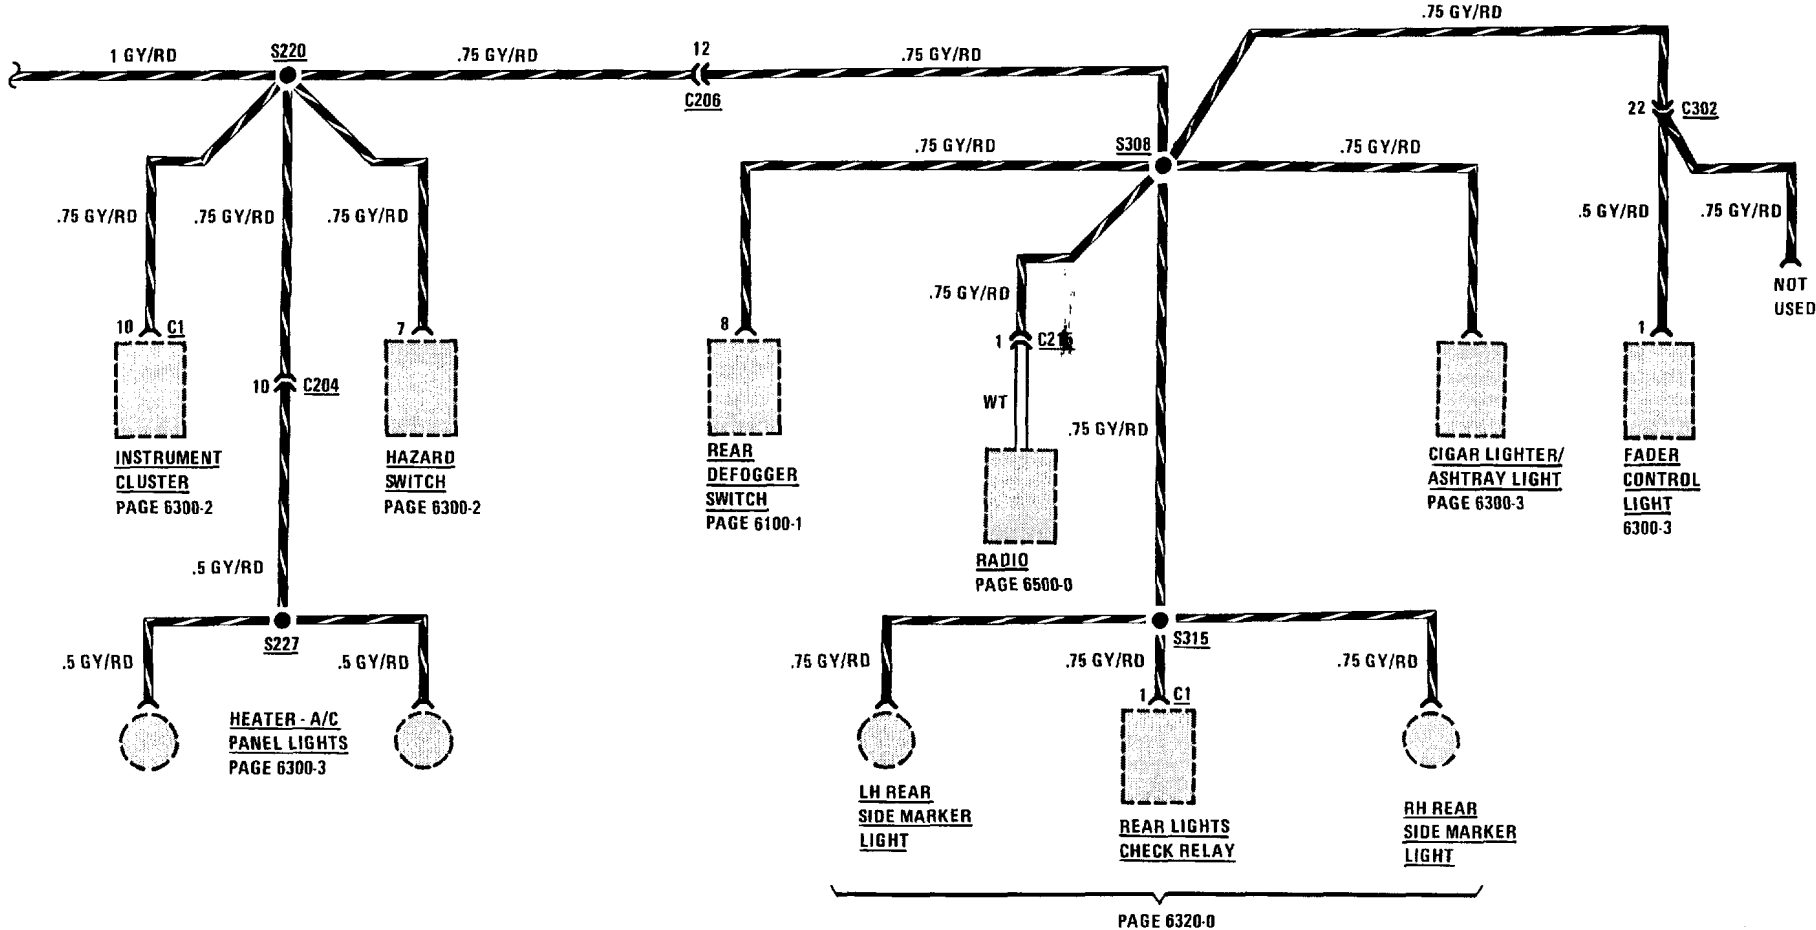 .75 GY/RD
1 GY/RD
S220
.75 GY/RD
12
.75 GY/RD
C206
22
C302
S308
.75 GY/RD
.75 GY/RD
.75 GY/RD
.75 GY/RD
.75 GY/RD
.5 GY/RD
.75 GY/RD
NOT
USED
.75 GY/RD
10
C1
7
8
1
1
10
C204
WT
.75 GY/RD
INSTRUMENT
CLUSTER
PAGE 6300-2
HAZARD
SWITCH
PAGE 6300-2
REAR
DEFOGGER
SWITCH
PAGE 6100-1
CIGAR LIGHTER/
ASHTRAY LIGHT
PAGE 6300-3
FADER
CONTROL
LIGHT
6300-3
RADIO
PAGE 6500-0
.5 GY/RD
S227
S315
.5 GY/RD
.5 GY/RD
.75 GY/RD
.75 GY/RD
.75 GY/RD
1
C1
HEATER - A/C
PANEL LIGHTS
PAGE 6300-3
LH REAR
SIDE MARKER
LIGHT
REAR LIGHTS
CHECK RELAY
RH REAR
SIDE MARKER
LIGHT
PAGE 6320-0